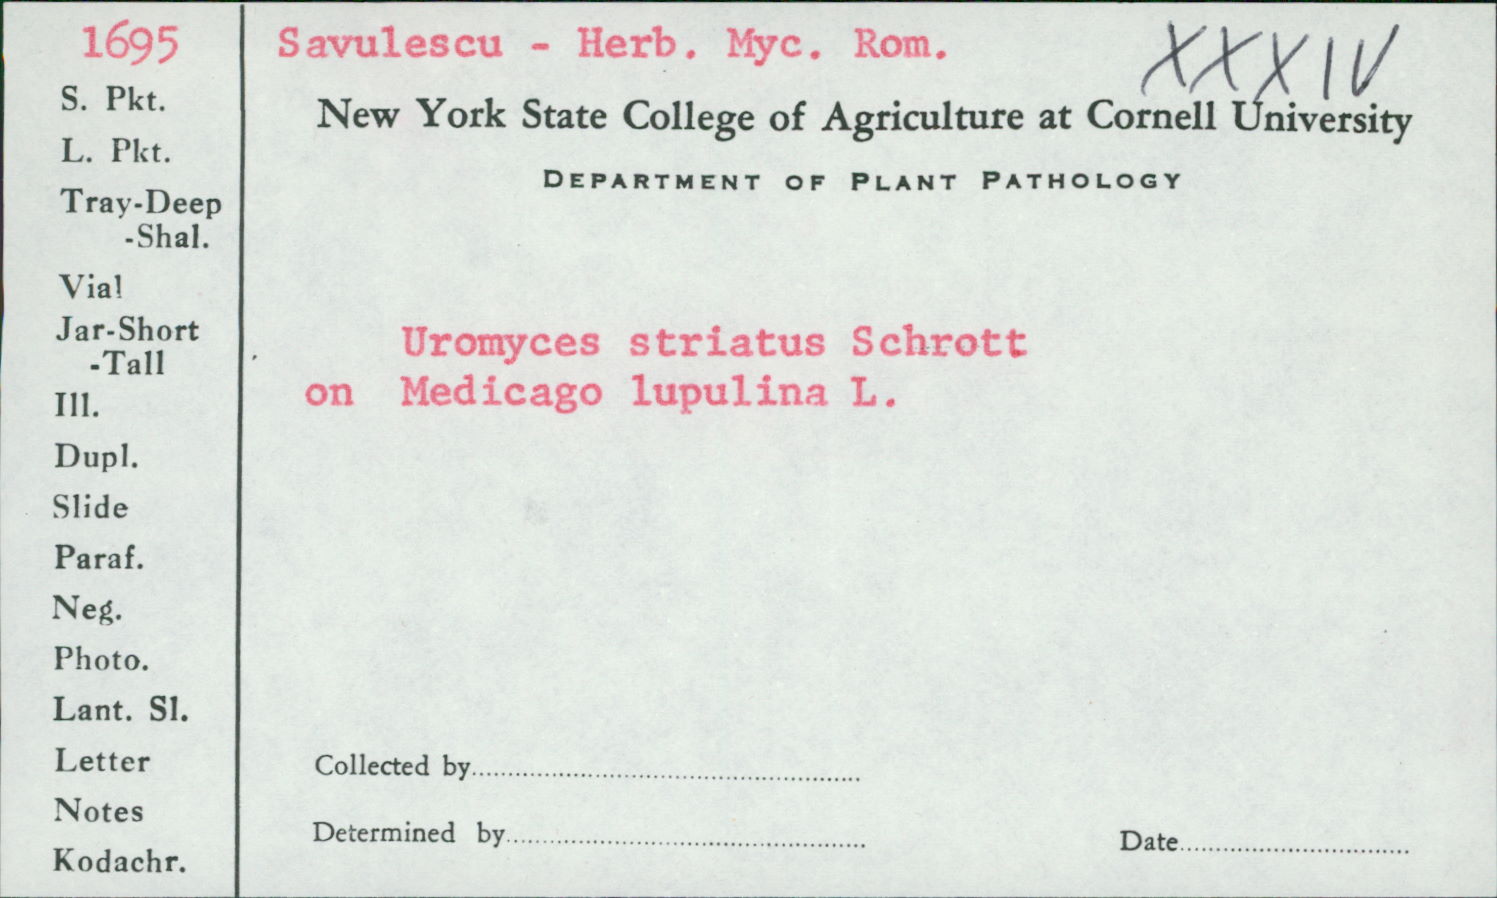 1695
S. Pkt.
L. Pkt.
Tray-Deep
-Shal.
Vial
Jar-Short
-Tall
Ill.
Dupl.
Slide
Paraf.
Neg.
Photo.
Lant. Sl.
Letter
Notes
Kodachr.
Savulescu - Herb. Myc. Rom.
XXXIV
New York State College of Agriculture at Cornell University
DEPARTMENT OF PLANT PATHOLOGY
Uromyces striatus Schrott
on Medicago lupulina L.
Collected by
Determined by
Date